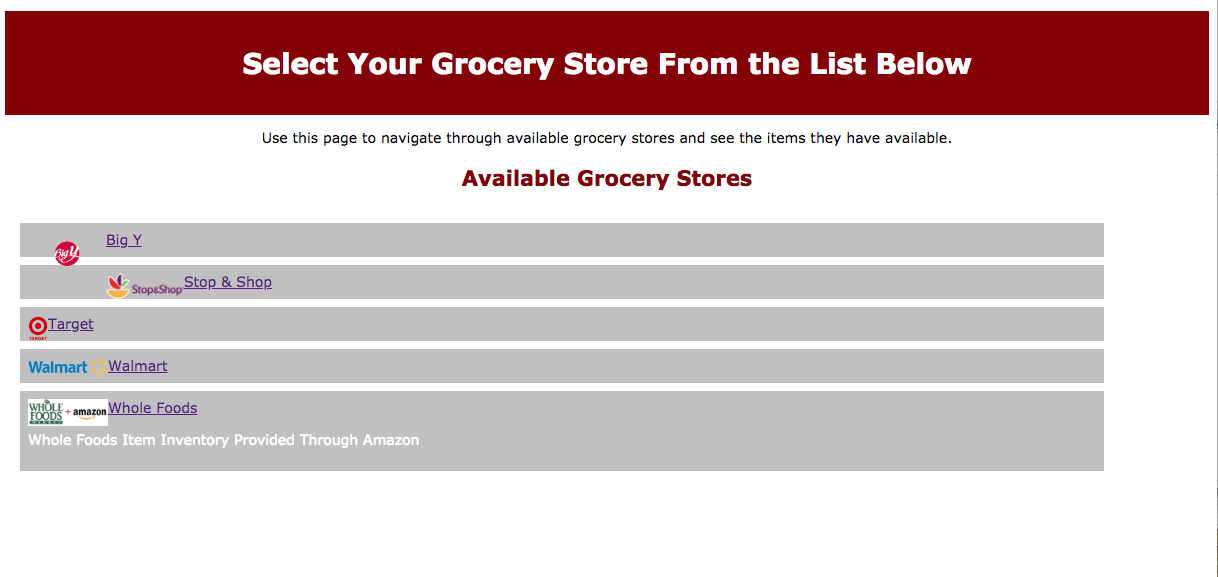 Select Your Grocery Store From the List Below
Use this page to navigate through available grocery stores and see the items they have available.
Available Grocery Stores
Big Y Big Y
Stop&Shop Stop & Shop
TARGET Target
Walmart Walmart
WHOLE FOODS MARKET + amazon Whole Foods
Whole Foods Item Inventory Provided Through Amazon